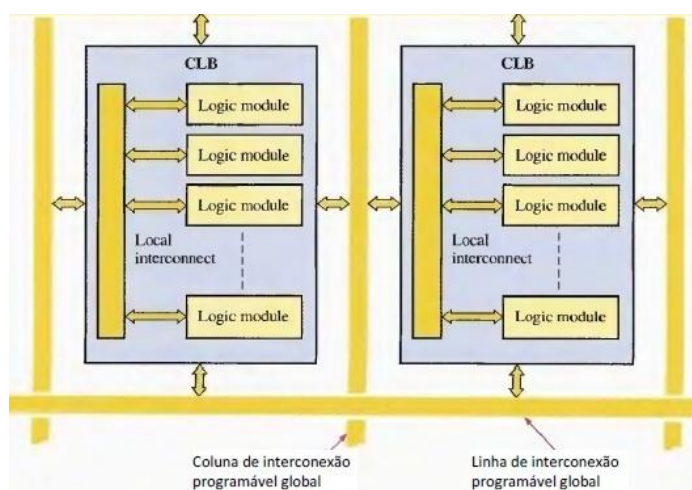 CLB
Logic module
Logic module
Logic module
Local
interconnect
Logic module
CLB
Logic module
Logic module
Logic module
Local
interconnect
Logic module
Coluna de interconexão
programável global
Linha de interconexão
programável global